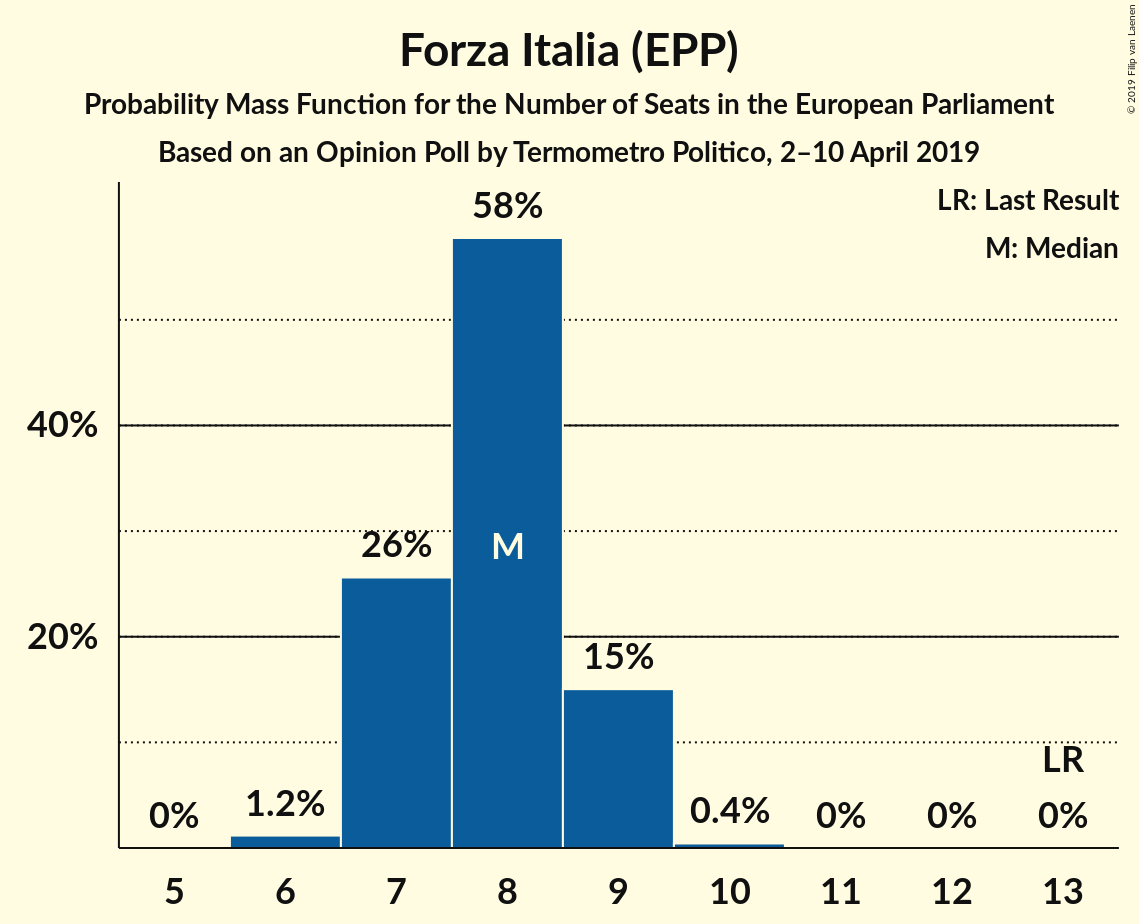 Forza Italia (EPP)
Probability Mass Function for the Number of Seats in the European Parliament
Based on an Opinion Poll by Termometro Politico, 2–10 April 2019
© 2019 Filip van Laenen
LR: Last Result
M: Median
58%
40%
26%
M
20%
15%
LR
0%
1.2%
0.4%
0%
0%
0%
5 6 7 8 9 10 11 12 13